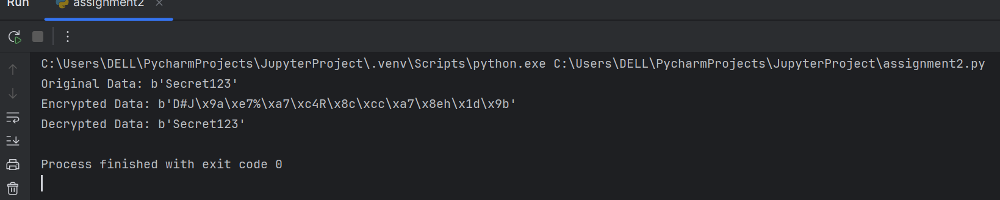 Run assignment2
C:\Users\DELL\PycharmProjects\JupyterProject\.venv\Scripts\python.exe C:\Users\DELL\PycharmProjects\JupyterProject\assignment2.py
Original Data: b'Secret123'
Encrypted Data: b'D#J\x9a\xe7%\xa7\xc4R\x8c\xcc\xa7\x8eh\x1d\x9b'
Decrypted Data: b'Secret123'
Process finished with exit code 0